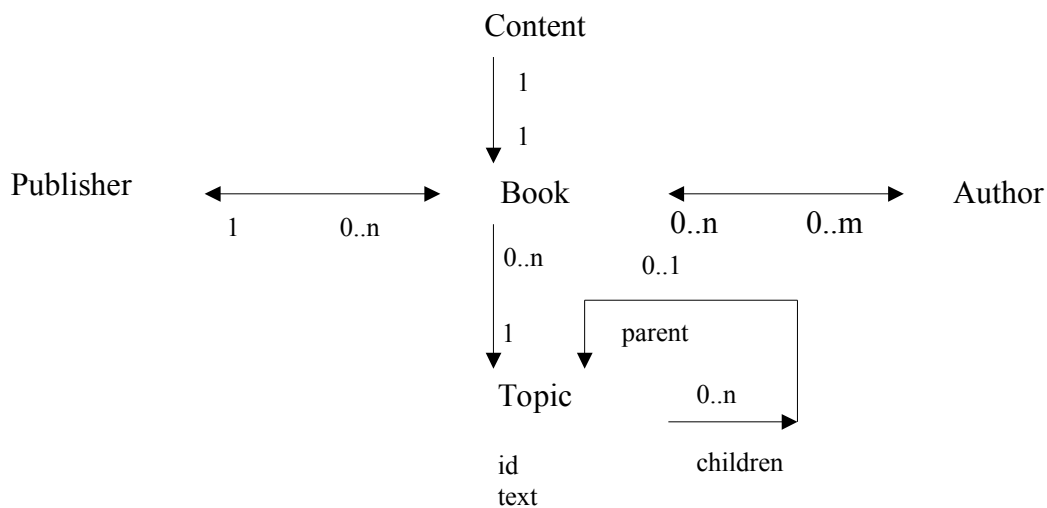 Content
1
1
Publisher
Book
Author
1
0..n
0..n
0..m
0..n
0..1
1
parent
Topic
0..n
id
children
text